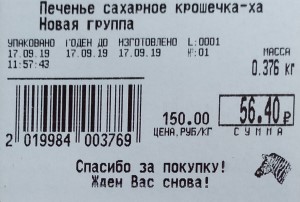 Печенье сахарное крошечка-ха
Новая группа
УПАКОВАНО ГОДЕН ДО ИЗГОТОВЛЕНО L:0001
17.09.19 17.09.19 17.09.19 №:01
11:57:43
МАССА
0.376 кг
150.00
ЦЕНА,РУБ/КГ
56.40₽
СУММА
2 019984 003769
Спасибо за покупку!
Ждем Вас снова!